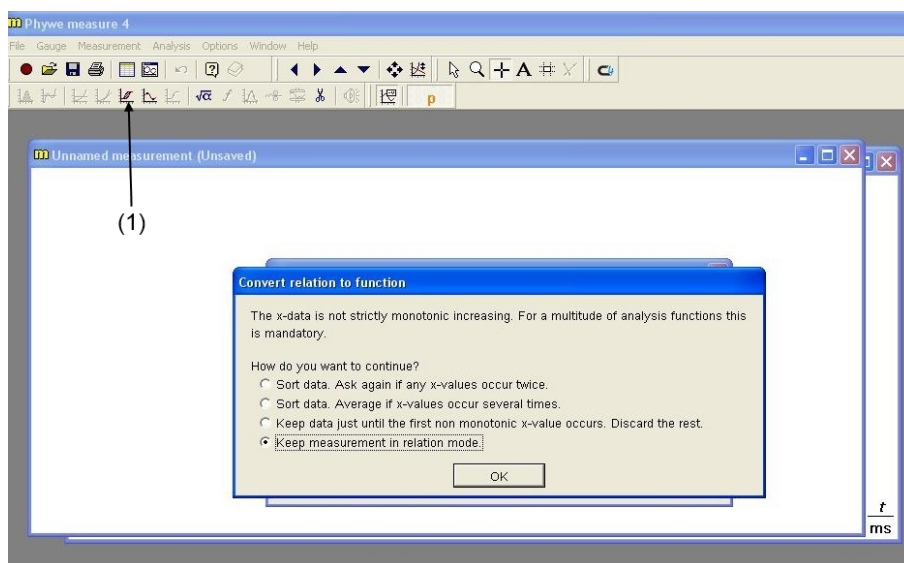 m Phywe measure 4
File Gauge Measurement Analysis Options Window Help
p
m Unnamed measurement (Unsaved)
(1)
Convert relation to function
The x-data is not strictly monotonic increasing. For a multitude of analysis functions this
is mandatory.
How do you want to continue?
Sort data. Ask again if any x-values occur twice.
Sort data. Average if x-values occur several times.
Keep data just until the first non monotonic x-value occurs. Discard the rest.
Keep measurement in relation mode.
OK
t
ms